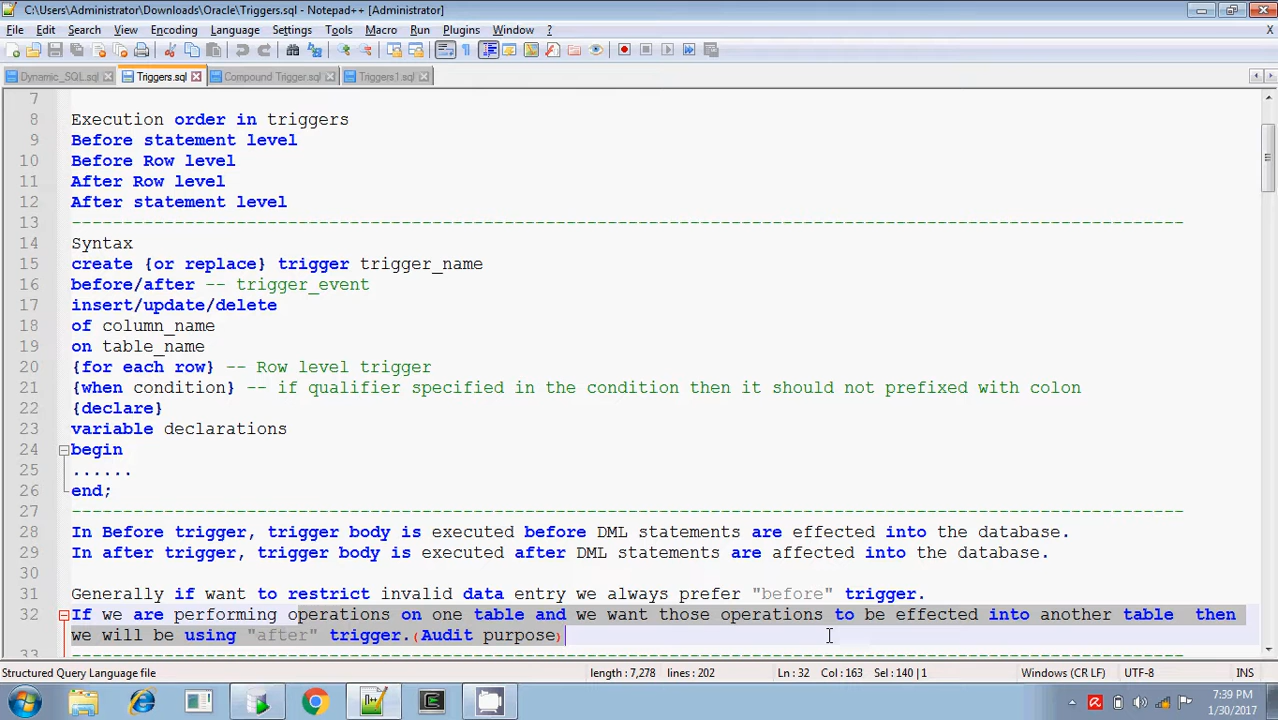 C:\Users\Administrator\Downloads\Oracle\Triggers.sql - Notepad++ [Administrator]
File Edit Search View Encoding Language Settings Tools Macro Run Plugins Window ? X
Dynamic_SQL.sql Triggers.sql Compound Trigger.sql Triggers1.sql
7
8 Execution order in triggers
9 Before statement level
10 Before Row level
11 After Row level
12 After statement level
13 -----------------------------------------------------------------------------------------------------------
14 Syntax
15 create {or replace} trigger trigger_name
16 before/after -- trigger_event
17 insert/update/delete
18 of column_name
19 on table_name
20 {for each row} -- Row level trigger
21 {when condition} -- if qualifier specified in the condition then it should not prefixed with colon
22 {declare}
23 variable declarations
24 begin
25 ......
26 end;
27 -----------------------------------------------------------------------------------------------------------
28 In Before trigger, trigger body is executed before DML statements are effected into the database.
29 In after trigger, trigger body is executed after DML statements are affected into the database.
30
31 Generally if want to restrict invalid data entry we always prefer "before" trigger.
32 If we are performing operations on one table and we want those operations to be effected into another table  then
we will be using "after" trigger.(Audit purpose)
33 -----------------------------------------------------------------------------------------------------------
Structured Query Language file length : 7,278 lines : 202 Ln : 32 Col : 163 Sel : 140 | 1 Windows (CR LF) UTF-8 INS
7:39 PM
1/30/2017